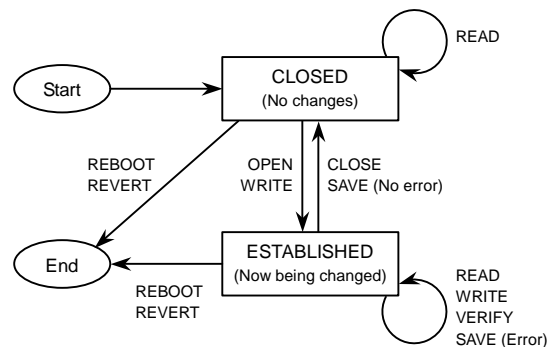 READ
CLOSED
(No changes)
Start
REBOOT
REVERT
OPEN
WRITE
CLOSE
SAVE (No error)
ESTABLISHED
(Now being changed)
End
REBOOT
REVERT
READ
WRITE
VERIFY
SAVE (Error)